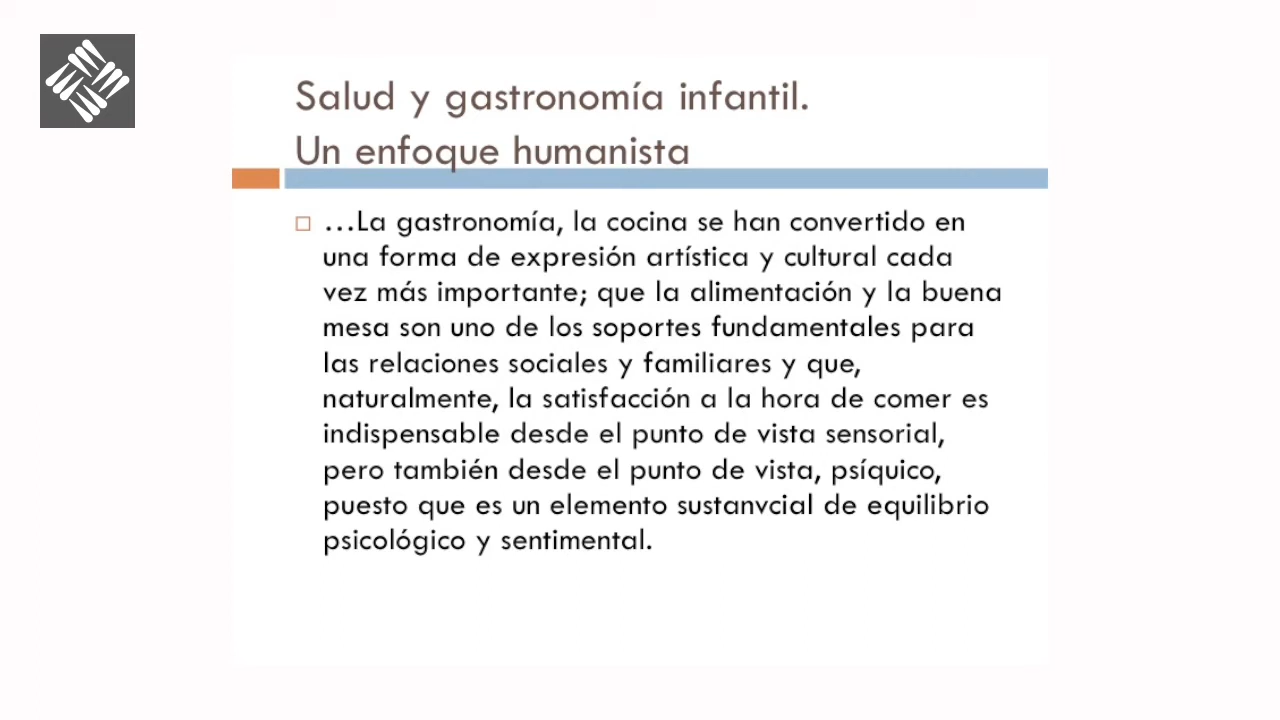 Salud y gastronomía infantil.
Un enfoque humanista
…La gastronomía, la cocina se han convertido en
una forma de expresión artística y cultural cada
vez más importante; que la alimentación y la buena
mesa son uno de los soportes fundamentales para
las relaciones sociales y familiares y que,
naturalmente, la satisfacción a la hora de comer es
indispensable desde el punto de vista sensorial,
pero también desde el punto de vista, psíquico,
puesto que es un elemento sustanvcial de equilibrio
psicológico y sentimental.